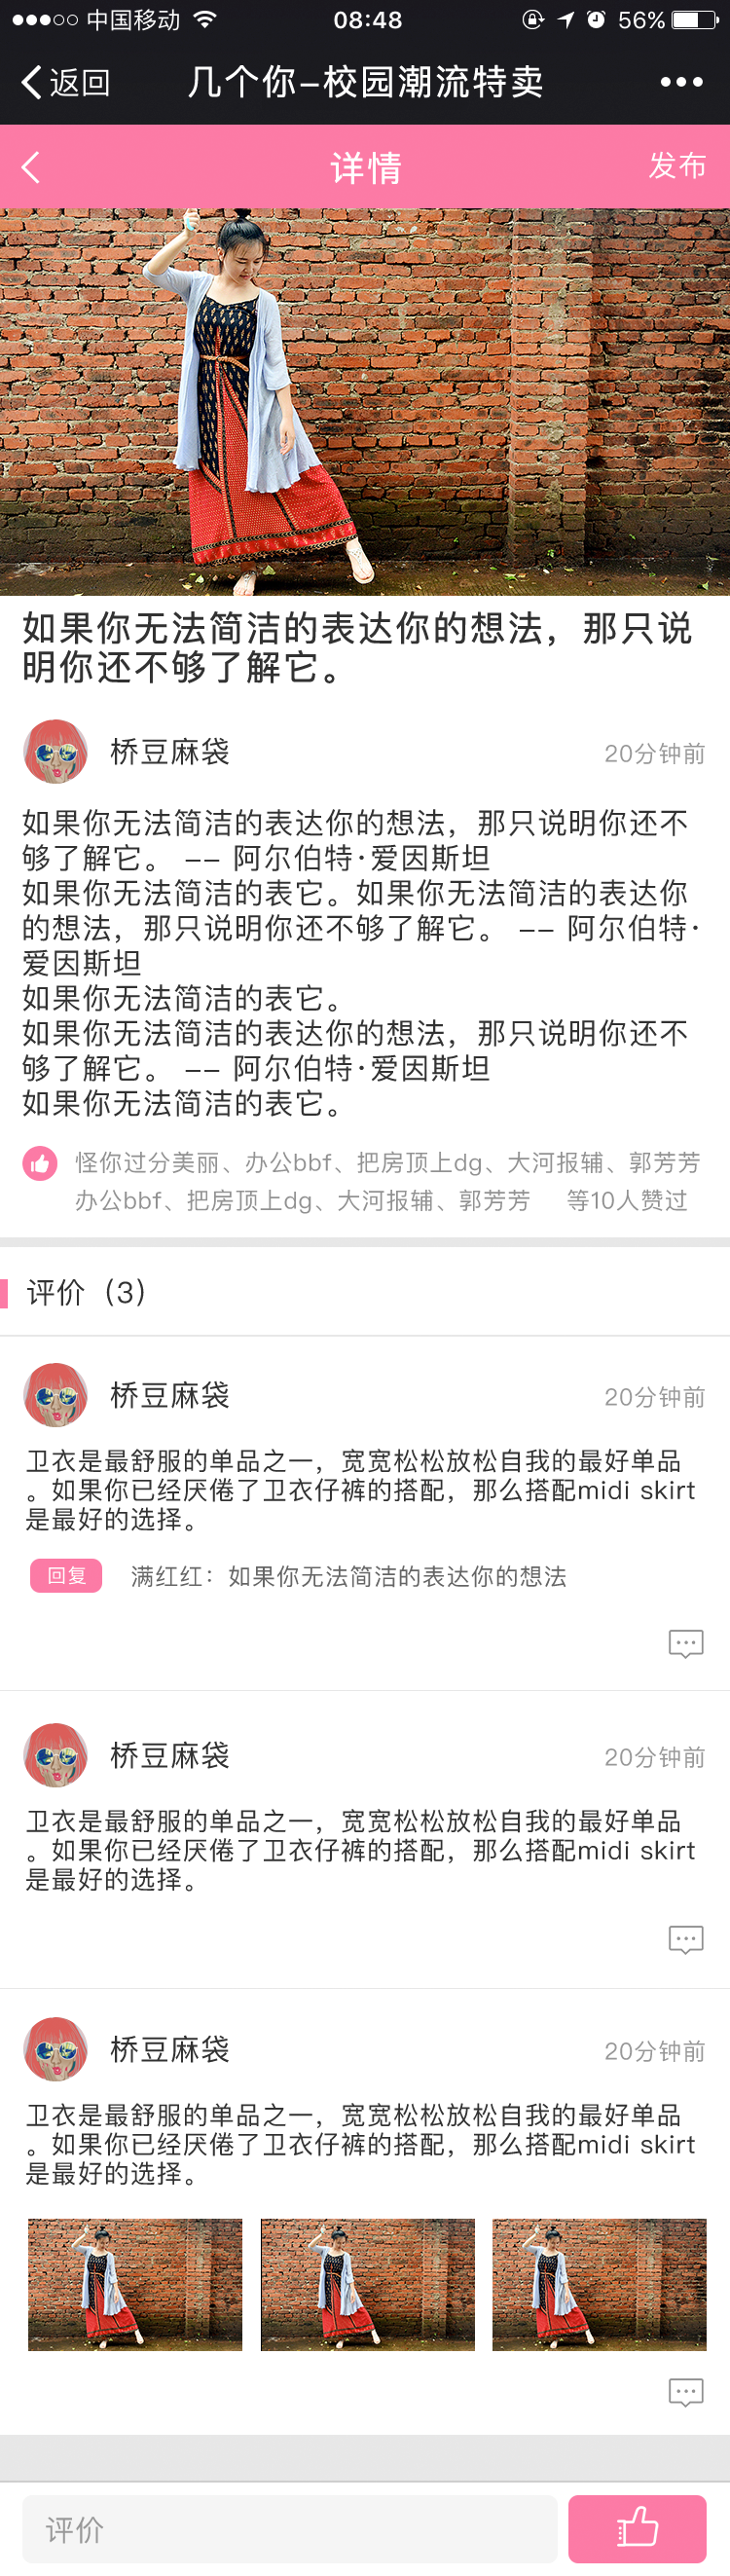 中国移动 08:48 56%
返回 几个你-校园潮流特卖
详情 发布
如果你无法简洁的表达你的想法，那只说
明你还不够了解它。
桥豆麻袋 20分钟前
如果你无法简洁的表达你的想法，那只说明你还不
够了解它。 -- 阿尔伯特·爱因斯坦
如果你无法简洁的表它。如果你无法简洁的表达你
的想法，那只说明你还不够了解它。 -- 阿尔伯特·
爱因斯坦
如果你无法简洁的表它。
如果你无法简洁的表达你的想法，那只说明你还不
够了解它。 -- 阿尔伯特·爱因斯坦
如果你无法简洁的表它。
怪你过分美丽、办公bbf、把房顶上dg、大河报辅、郭芳芳
办公bbf、把房顶上dg、大河报辅、郭芳芳 等10人赞过
评价（3）
桥豆麻袋 20分钟前
卫衣是最舒服的单品之一，宽宽松松放松自我的最好单品
。如果你已经厌倦了卫衣仔裤的搭配，那么搭配midi skirt
是最好的选择。
回复 满红红：如果你无法简洁的表达你的想法
桥豆麻袋 20分钟前
卫衣是最舒服的单品之一，宽宽松松放松自我的最好单品
。如果你已经厌倦了卫衣仔裤的搭配，那么搭配midi skirt
是最好的选择。
桥豆麻袋 20分钟前
卫衣是最舒服的单品之一，宽宽松松放松自我的最好单品
。如果你已经厌倦了卫衣仔裤的搭配，那么搭配midi skirt
是最好的选择。
评价